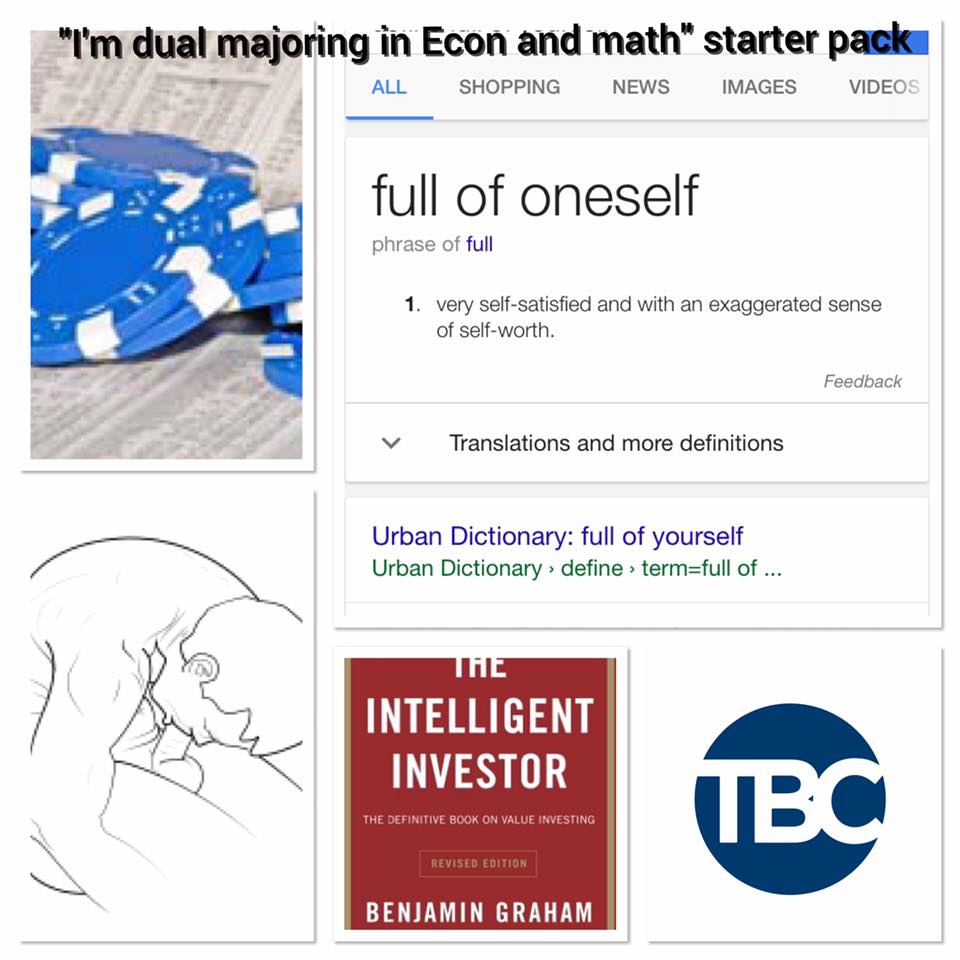 "I'm dual majoring in Econ and math" starter pack
ALL SHOPPING NEWS IMAGES VIDEOS
full of oneself
phrase of full
1. very self-satisfied and with an exaggerated sense
of self-worth.
Feedback
Translations and more definitions
Urban Dictionary: full of yourself
Urban Dictionary › define › term=full of ...
THE
INTELLIGENT
INVESTOR
THE DEFINITIVE BOOK ON VALUE INVESTING
REVISED EDITION
BENJAMIN GRAHAM
TBC